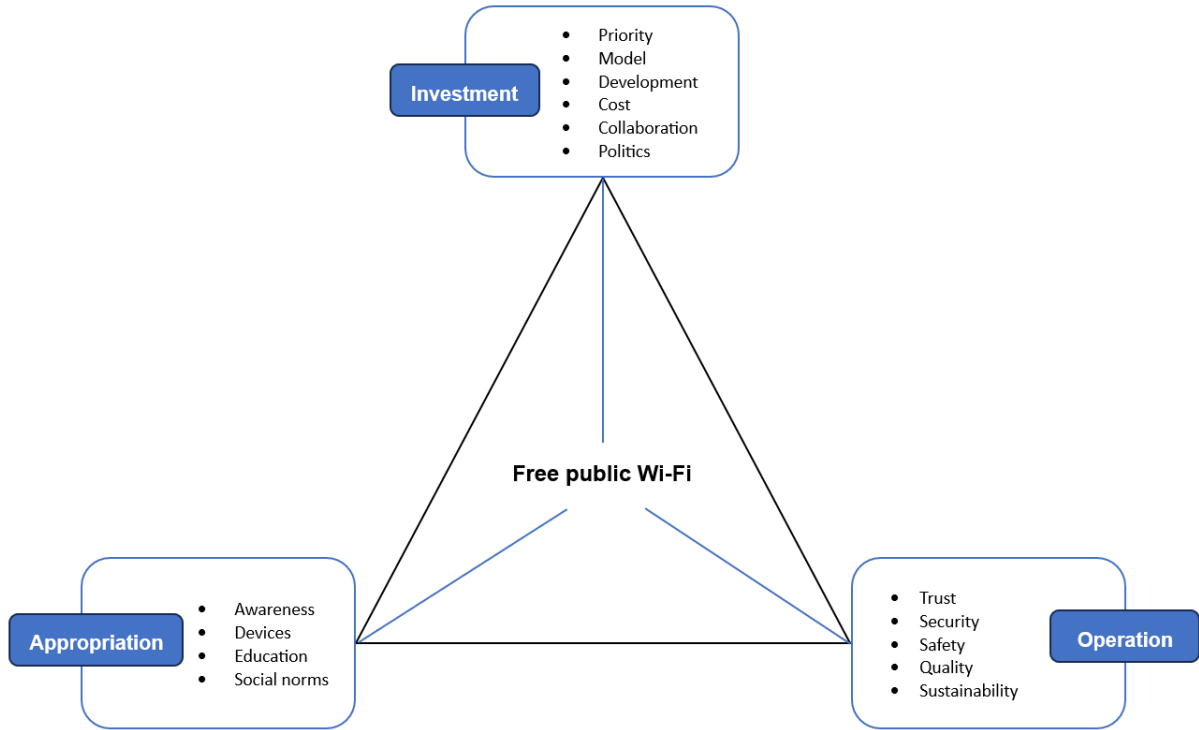 Investment
• Priority
• Model
• Development
• Cost
• Collaboration
• Politics
Free public Wi-Fi
Appropriation
• Awareness
• Devices
• Education
• Social norms
• Trust
• Security
• Safety
• Quality
• Sustainability
Operation